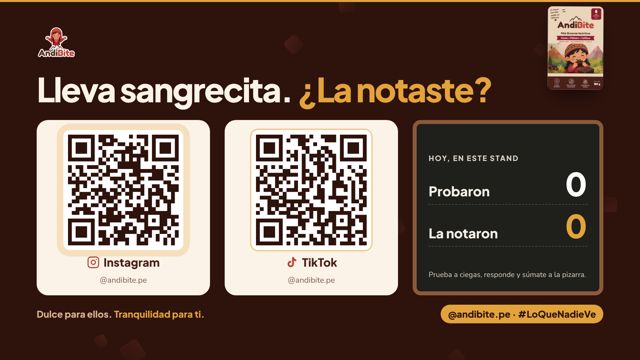 AndiBite
AndiBite
Lleva sangrecita. ¿La notaste?
Instagram
@andibite.pe
TikTok
@andibite.pe
HOY, EN ESTE STAND
Probaron 0
La notaron 0
Prueba a ciegas, responde y súmate a la pizarra.
Dulce para ellos. Tranquilidad para ti.
@andibite.pe · #LoQueNadieVe